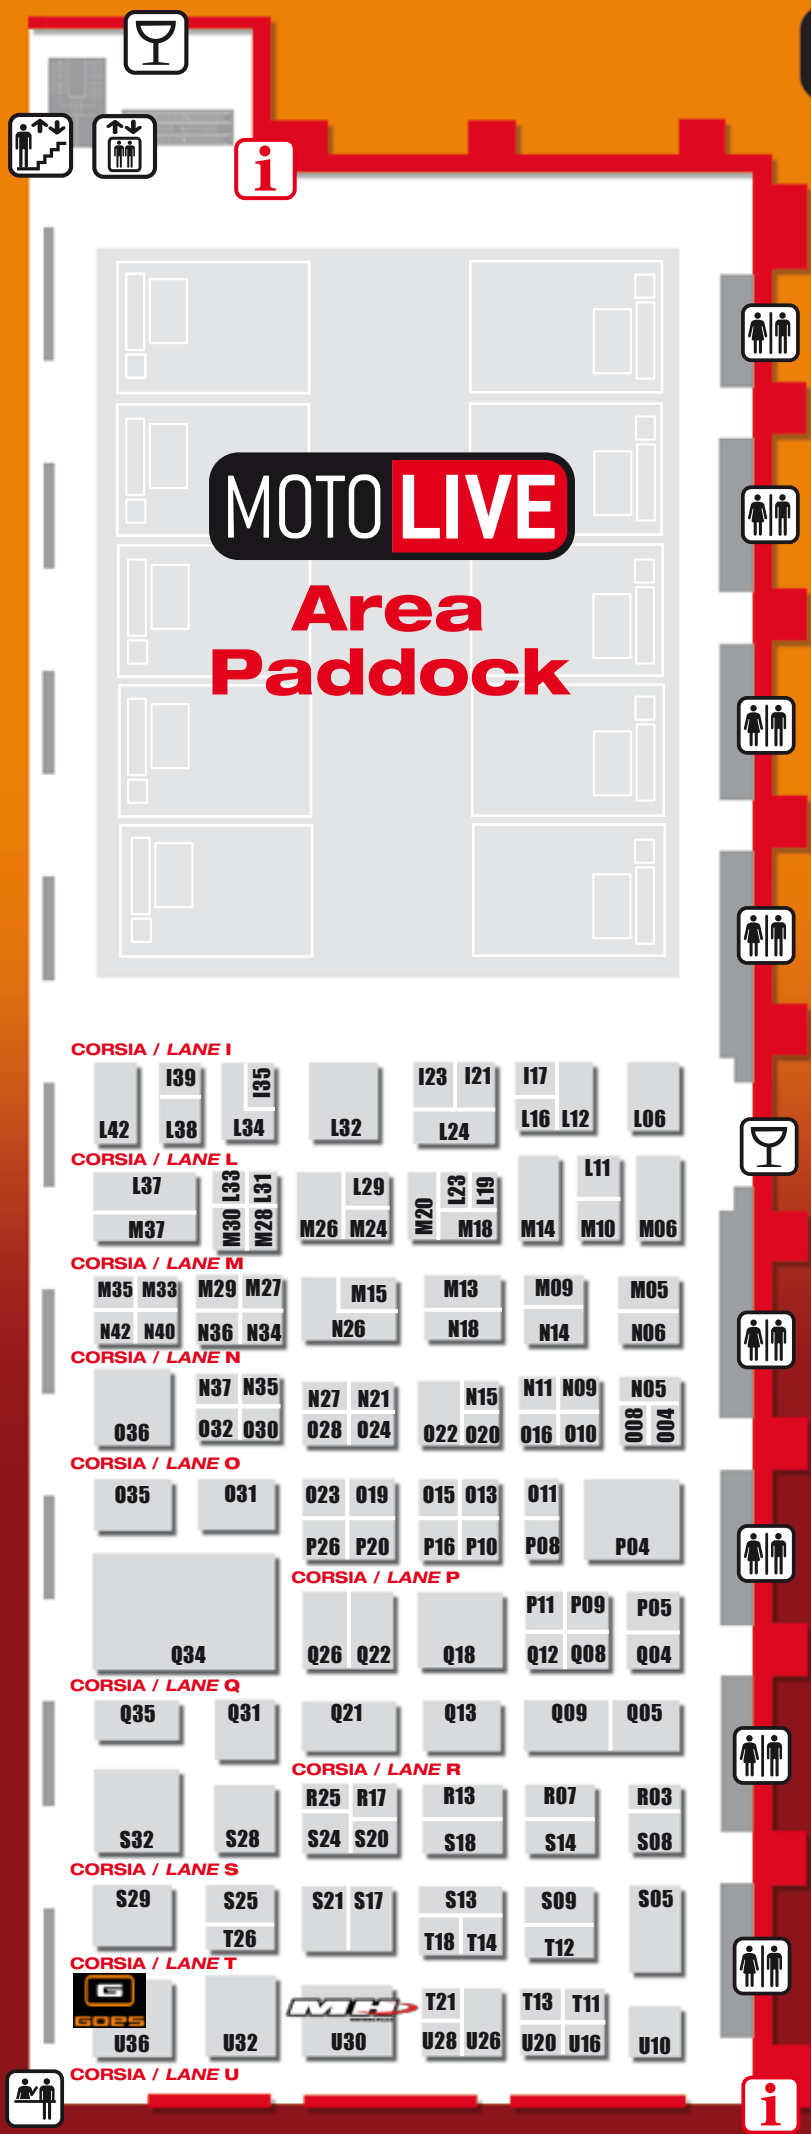 i
MOTO LIVE
Area
Paddock
CORSIA / LANE I
I39 I35 I23 I21 I17
L42 L38 L34 L32 L24 L16 L12 L06
CORSIA / LANE L
L37 L33 L31 L29 L23 L19 L11
M37 M30 M28 M26 M24 M20 M18 M14 M10 M06
CORSIA / LANE M
M35 M33 M29 M27 M15 M13 M09 M05
N42 N40 N36 N34 N26 N18 N14 N06
CORSIA / LANE N
N37 N35 N27 N21 N15 N11 N09 N05
O36 O32 O30 O28 O24 O22 O20 O16 O10 O08 O04
CORSIA / LANE O
O35 O31 O23 O19 O15 O13 O11
P26 P20 P16 P10 P08 P04
CORSIA / LANE P
P11 P09 P05
Q34 Q26 Q22 Q18 Q12 Q08 Q04
CORSIA / LANE Q
Q35 Q31 Q21 Q13 Q09 Q05
CORSIA / LANE R
R25 R17 R13 R07 R03
S32 S28 S24 S20 S18 S14 S08
CORSIA / LANE S
S29 S25 S21 S17 S13 S09 S05
T26 T18 T14 T12
CORSIA / LANE T
G
GOES
MH
T21 T13 T11
U36 U32 U30 U28 U26 U20 U16 U10
CORSIA / LANE U
i